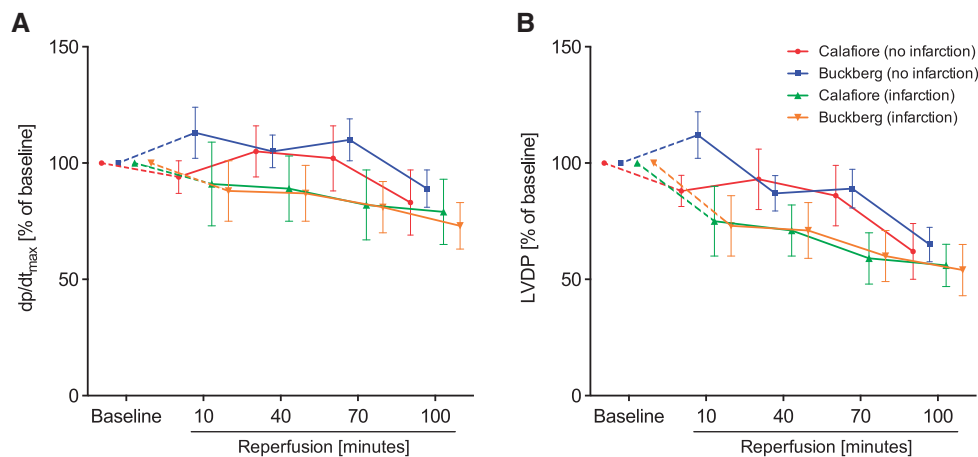 A
dp/dtmax [% of baseline]
150
100
50
0
Baseline 10 40 70 100
Reperfusion [minutes]
B
LVDP [% of baseline]
150
100
50
0
Calafiore (no infarction)
Buckberg (no infarction)
Calafiore (infarction)
Buckberg (infarction)
Baseline 10 40 70 100
Reperfusion [minutes]